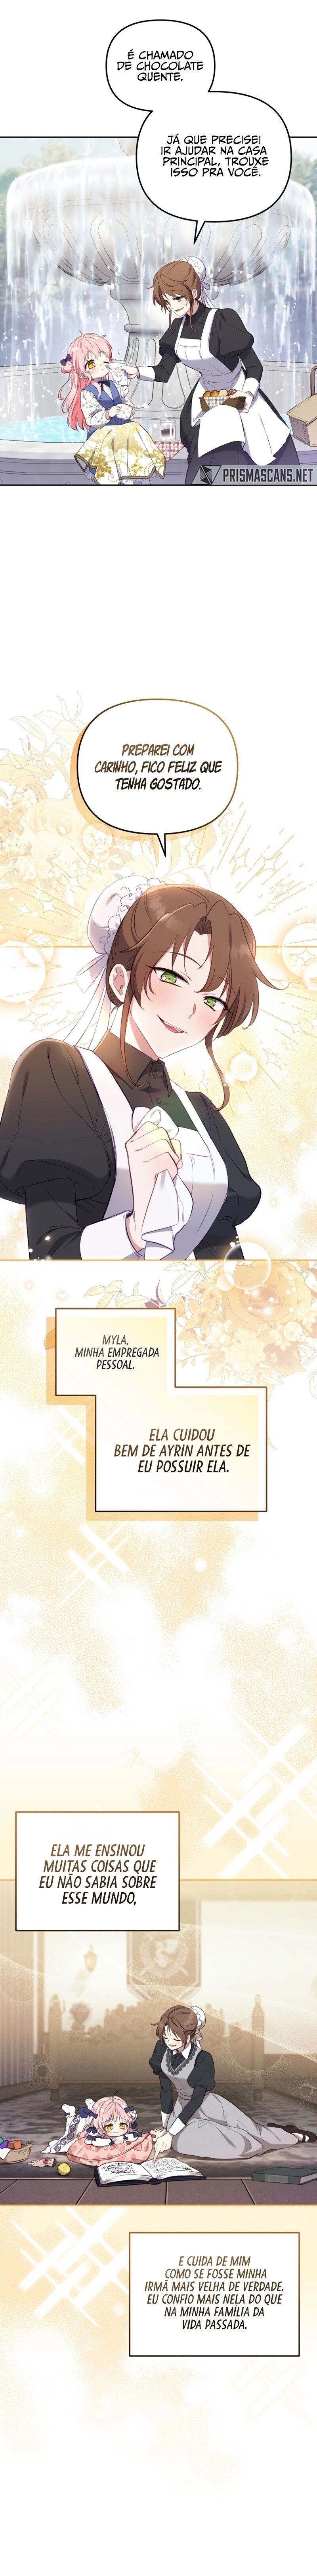 É CHAMADO
DE CHOCOLATE
QUENTE.
JÁ QUE PRECISEI
IR AJUDAR NA CASA
PRINCIPAL, TROUXE
ISSO PRA VOCÊ.
PRISMASCANS.NET
PREPAREI COM
CARINHO, FICO FELIZ QUE
TENHA GOSTADO.
MYLA,
MINHA EMPREGADA
PESSOAL.
ELA CUIDOU
BEM DE AYRIN ANTES DE
EU POSSUIR ELA.
ELA ME ENSINOU
MUITAS COISAS QUE
EU NÃO SABIA SOBRE
ESSE MUNDO,
E CUIDA DE MIM
COMO SE FOSSE MINHA
IRMÃ MAIS VELHA DE VERDADE.
EU CONFIO MAIS NELA DO QUE
NA MINHA FAMÍLIA DA
VIDA PASSADA.